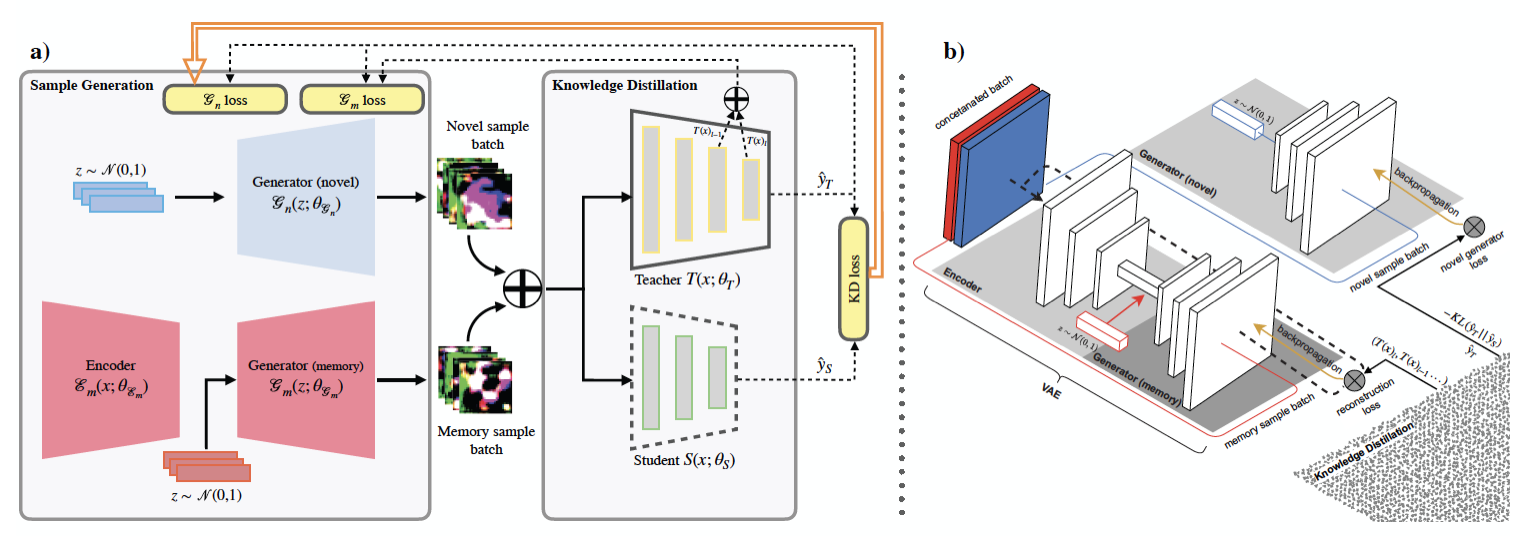 a)
Sample Generation
𝒢n loss
𝒢m loss
z ~ 𝒩(0,1)
Generator (novel)
𝒢n(z; θ𝒢n)
Encoder
ℰm(x; θℰm)
Generator (memory)
𝒢m(z; θ𝒢m)
z ~ 𝒩(0,1)
Novel sample
batch
Memory sample
batch
Knowledge Distillation
T(x)l−1
T(x)l
Teacher T(x; θT)
Student S(x; θS)
ŷT
ŷS
KD loss
b)
concetanated batch
z ~ 𝒩(0,1)
Generator (novel)
backpropagation
novel generator
loss
novel sample batch
Encoder
z ~ 𝒩(0,1)
Generator (memory)
VAE
backpropagation
reconstruction
loss
memory sample batch
−KL(ŷT||ŷS)
ŷT
(T(x)l, T(x)l−1 ···)
Knowledge Distillation